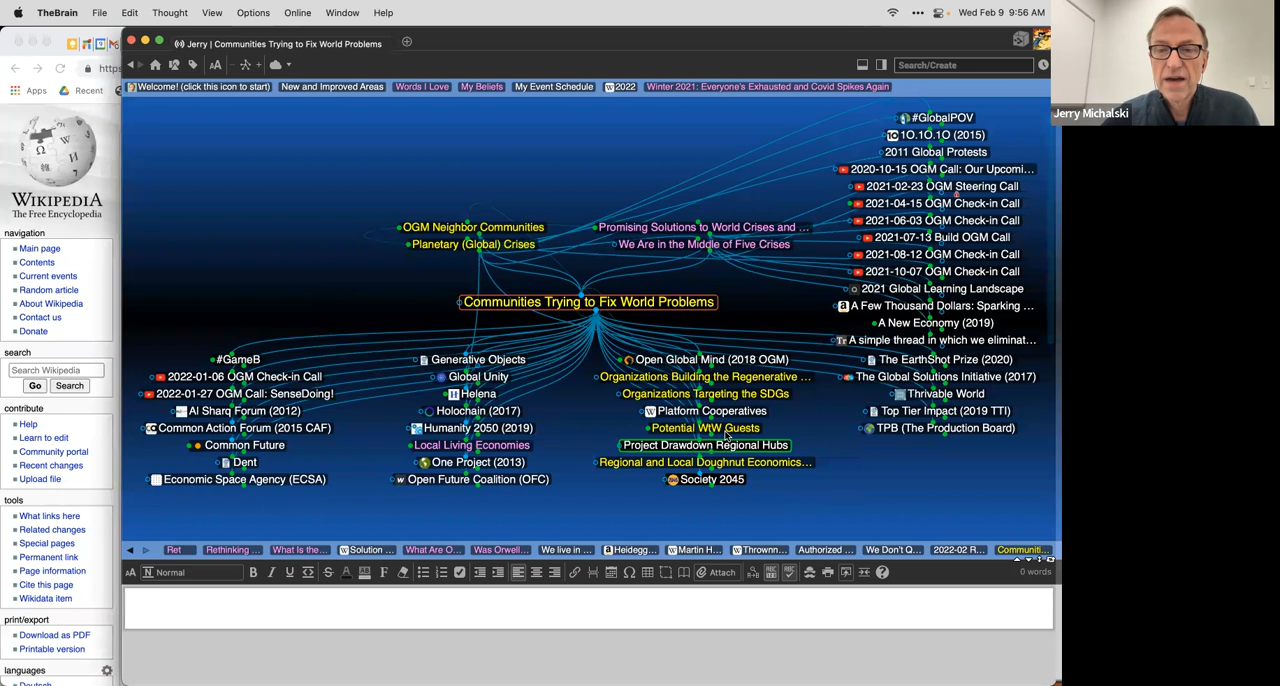 TheBrain File Edit Thought View Options Online Window Help
Wed Feb 9 9:56 AM
Jerry | Communities Trying to Fix World Problems
https
Apps Recent
AA
Search/Create
Welcome! (click this icon to start) New and Improved Areas Words I Love My Beliefs My Event Schedule 2022 Winter 2021: Everyone's Exhausted and Covid Spikes Again
Jerry Michalski
WIKIPEDIA
The Free Encyclopedia
navigation
Main page
Contents
Current events
Random article
About Wikipedia
Contact us
Donate
search
Search Wikipedia
Go Search
contribute
Help
Learn to edit
Community portal
Recent changes
Upload file
tools
What links here
Related changes
Special pages
Permanent link
Page information
Cite this page
Wikidata item
print/export
Download as PDF
Printable version
languages
OGM Neighbor Communities
Planetary (Global) Crises
Promising Solutions to World Crises and ...
We Are in the Middle of Five Crises
Communities Trying to Fix World Problems
#GlobalPOV
1O.1O.1O (2015)
2011 Global Protests
2020-10-15 OGM Call: Our Upcomi...
2021-02-23 OGM Steering Call
2021-04-15 OGM Check-in Call
2021-06-03 OGM Check-in Call
2021-07-13 Build OGM Call
2021-08-12 OGM Check-in Call
2021-10-07 OGM Check-in Call
2021 Global Learning Landscape
A Few Thousand Dollars: Sparking ...
A New Economy (2019)
A simple thread in which we eliminat...
#GameB
2022-01-06 OGM Check-in Call
2022-01-27 OGM Call: SenseDoing!
Al Sharq Forum (2012)
Common Action Forum (2015 CAF)
Common Future
Dent
Economic Space Agency (ECSA)
Generative Objects
Global Unity
Helena
Holochain (2017)
Humanity 2050 (2019)
Local Living Economies
One Project (2013)
Open Future Coalition (OFC)
Open Global Mind (2018 OGM)
Organizations Building the Regenerative ...
Organizations Targeting the SDGs
Platform Cooperatives
Potential WtW Guests
Project Drawdown Regional Hubs
Regional and Local Doughnut Economics...
Society 2045
The EarthShot Prize (2020)
The Global Solutions Initiative (2017)
Thrivable World
Top Tier Impact (2019 TTI)
TPB (The Production Board)
Ret Rethinking ... What Is the... Solution ... What Are O... Was Orwell... We live in ... Heidegg... Martin H... Thrownn... Authorized ... We Don't Q... 2022-02 R... Communiti...
AA N Normal B I U S A F Attach
0 words